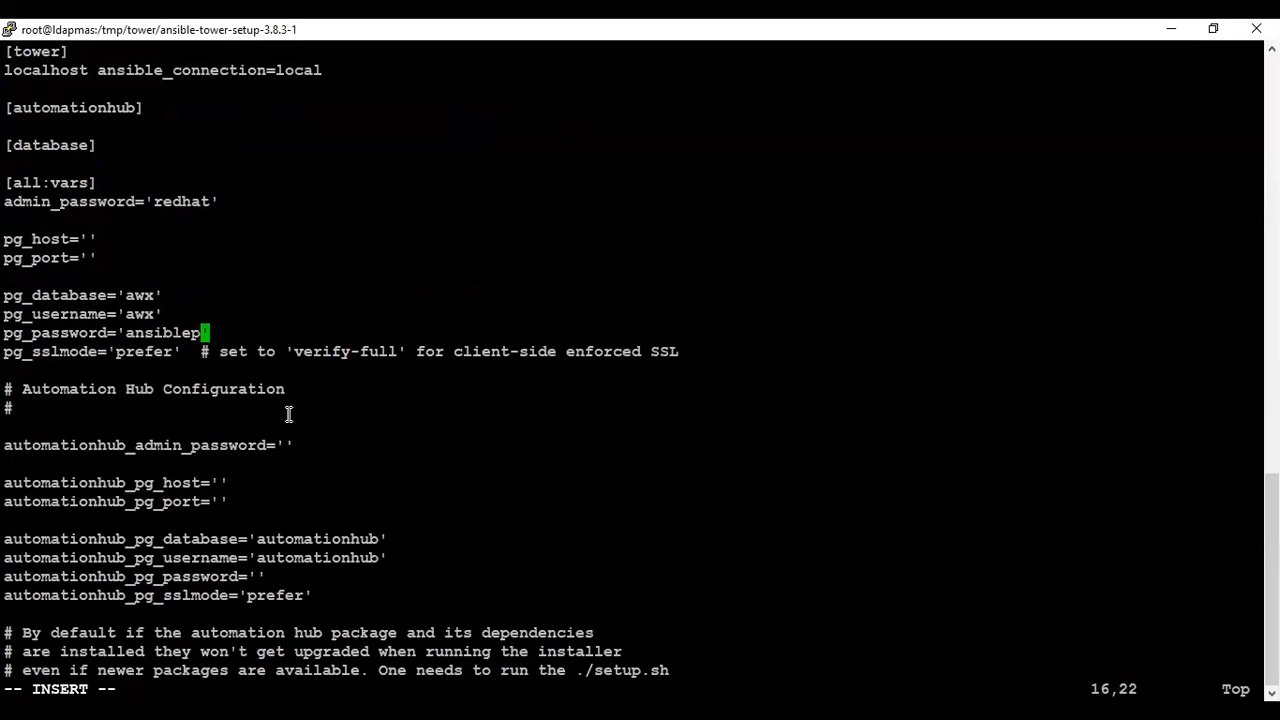 root@ldapmas:/tmp/tower/ansible-tower-setup-3.8.3-1
[tower]
localhost ansible_connection=local
[automationhub]
[database]
[all:vars]
admin_password='redhat'
pg_host=''
pg_port=''
pg_database='awx'
pg_username='awx'
pg_password='ansiblep'
pg_sslmode='prefer'  # set to 'verify-full' for client-side enforced SSL
# Automation Hub Configuration
#
automationhub_admin_password=''
automationhub_pg_host=''
automationhub_pg_port=''
automationhub_pg_database='automationhub'
automationhub_pg_username='automationhub'
automationhub_pg_password=''
automationhub_pg_sslmode='prefer'
# By default if the automation hub package and its dependencies
# are installed they won't get upgraded when running the installer
# even if newer packages are available. One needs to run the ./setup.sh
-- INSERT -- 16,22 Top